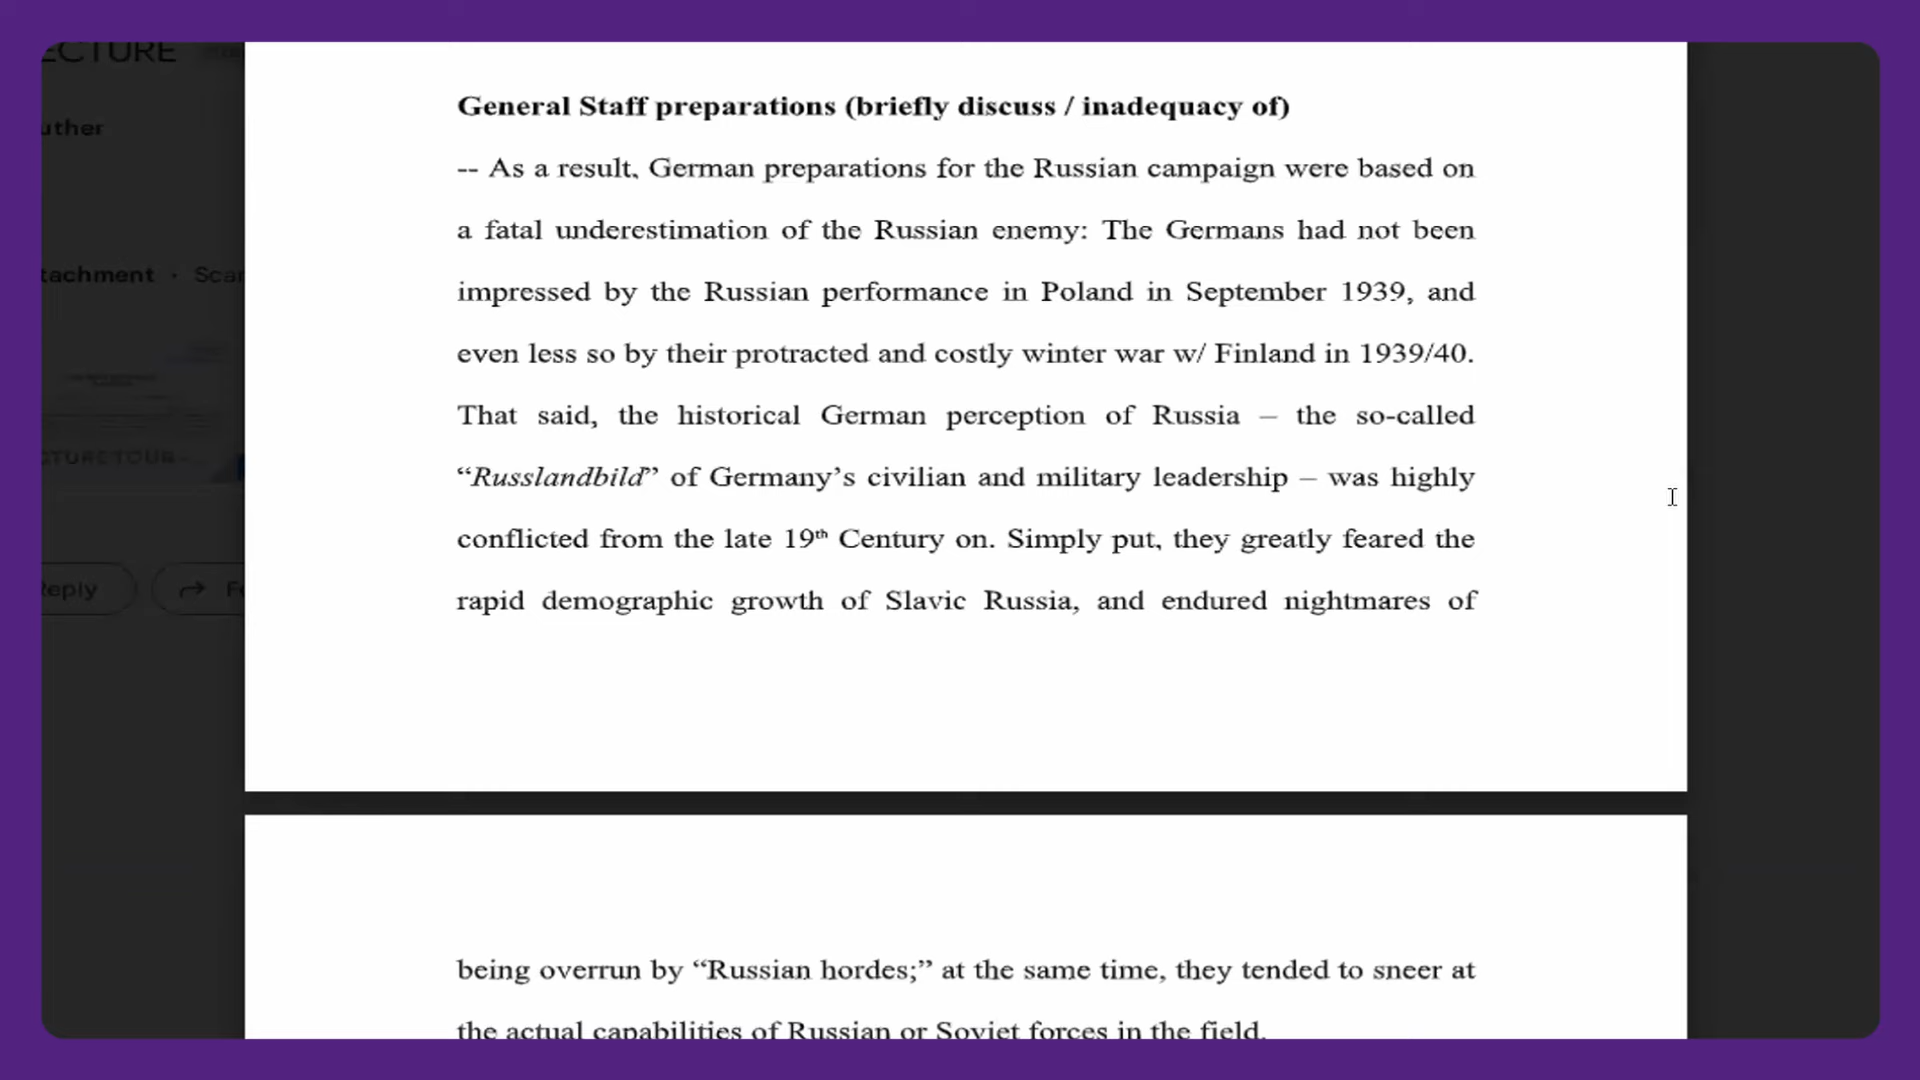 ECTURE
uther
tachment · Scan
CTURE TOUR
Reply
General Staff preparations (briefly discuss / inadequacy of)
-- As a result, German preparations for the Russian campaign were based on
a fatal underestimation of the Russian enemy: The Germans had not been
impressed by the Russian performance in Poland in September 1939, and
even less so by their protracted and costly winter war w/ Finland in 1939/40.
That said, the historical German perception of Russia – the so-called
“Russlandbild” of Germany’s civilian and military leadership – was highly
conflicted from the late 19th Century on. Simply put, they greatly feared the
rapid demographic growth of Slavic Russia, and endured nightmares of
being overrun by “Russian hordes;” at the same time, they tended to sneer at
the actual capabilities of Russian or Soviet forces in the field.